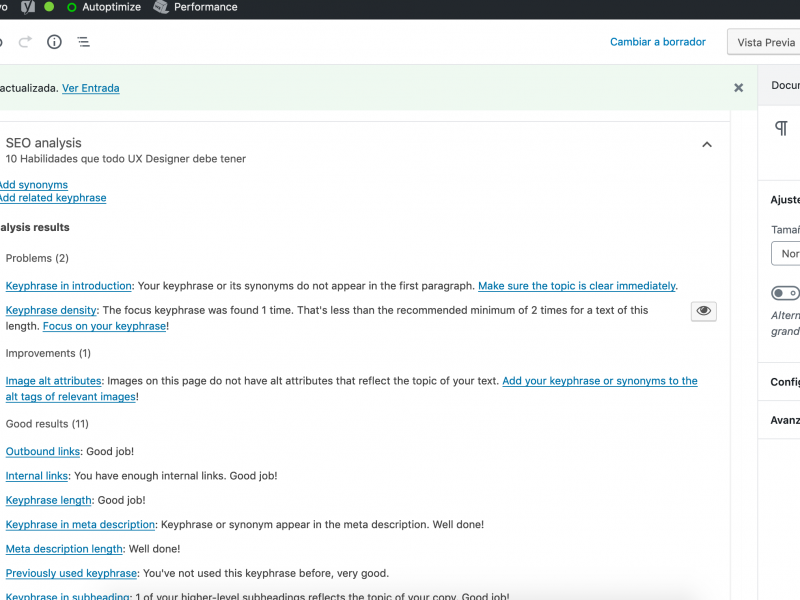 vo Autoptimize Performance
Cambiar a borrador Vista Previa
actualizada. Ver Entrada
SEO analysis
10 Habilidades que todo UX Designer debe tener
Add synonyms
Add related keyphrase
alysis results
Problems (2)
Keyphrase in introduction: Your keyphrase or its synonyms do not appear in the first paragraph. Make sure the topic is clear immediately.
Keyphrase density: The focus keyphrase was found 1 time. That's less than the recommended minimum of 2 times for a text of this
length. Focus on your keyphrase!
Improvements (1)
Image alt attributes: Images on this page do not have alt attributes that reflect the topic of your text. Add your keyphrase or synonyms to the
alt tags of relevant images!
Good results (11)
Outbound links: Good job!
Internal links: You have enough internal links. Good job!
Keyphrase length: Good job!
Keyphrase in meta description: Keyphrase or synonym appear in the meta description. Well done!
Meta description length: Well done!
Previously used keyphrase: You've not used this keyphrase before, very good.
Keyphrase in subheading: 1 of your higher-level subheadings reflects the topic of your copy. Good job!
Docum
¶
Ajuste
Tamañ
Nor
Altern
grand
Config
Avanz